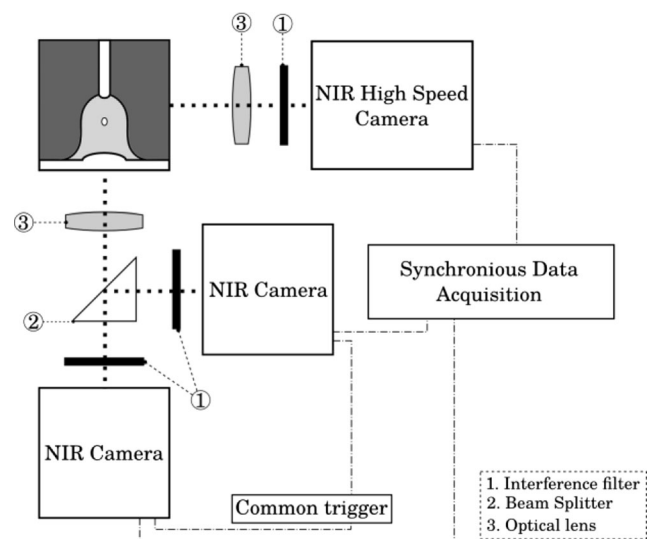 ③
①
NIR High Speed
Camera
③
NIR Camera
Synchronious Data
Acquisition
②
①
NIR Camera
Common trigger
1. Interference filter
2. Beam Splitter
3. Optical lens